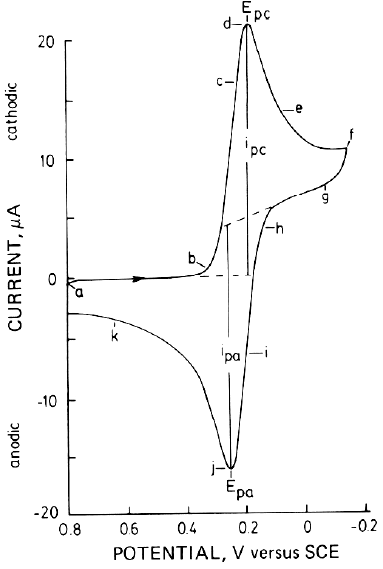 E pc
d
20
c
e
cathodic
f
i pc
10
g
h
b
CURRENT, μA
0
a
k
i pa
i
-10
anodic
j
E pa
-20
0.8 0.6 0.4 0.2 0 -0.2
POTENTIAL, V versus SCE